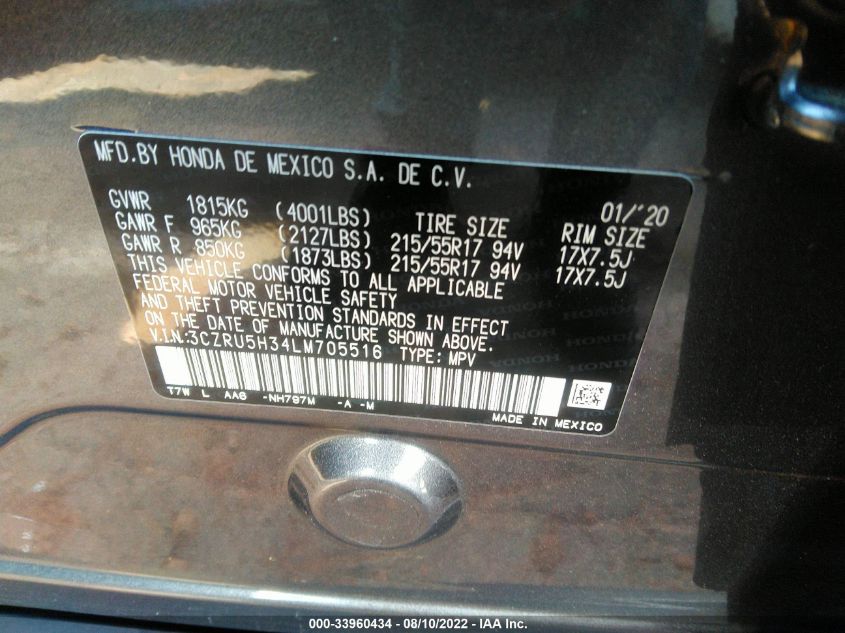 MFD.BY HONDA DE MEXICO S.A. DE C.V.
01/'20
GVWR 1815KG (4001LBS) TIRE SIZE RIM SIZE
GAWR F 965KG (2127LBS) 215/55R17 94V 17X7.5J
GAWR R 850KG (1873LBS) 215/55R17 94V 17X7.5J
THIS VEHICLE CONFORMS TO ALL APPLICABLE
FEDERAL MOTOR VEHICLE SAFETY
AND THEFT PREVENTION STANDARDS IN EFFECT
ON THE DATE OF MANUFACTURE SHOWN ABOVE.
V.I.N:3CZRU5H34LM705516 TYPE: MPV
T7W L AA6 -NH797M -A -M
MADE IN MEXICO
000-33960434 - 08/10/2022 - IAA Inc.